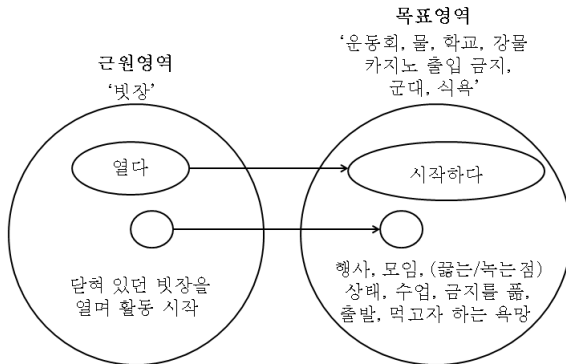 근원영역
‘빗장’
목표영역
‘운동회, 물, 학교, 강물
카지노 출입 금지,
군대, 식욕’
열다
시작하다
닫혀 있던 빗장을
열며 활동 시작
행사, 모임, (끓는/녹는점)
상태, 수업, 금지를 풂,
출발, 먹고자 하는 욕망